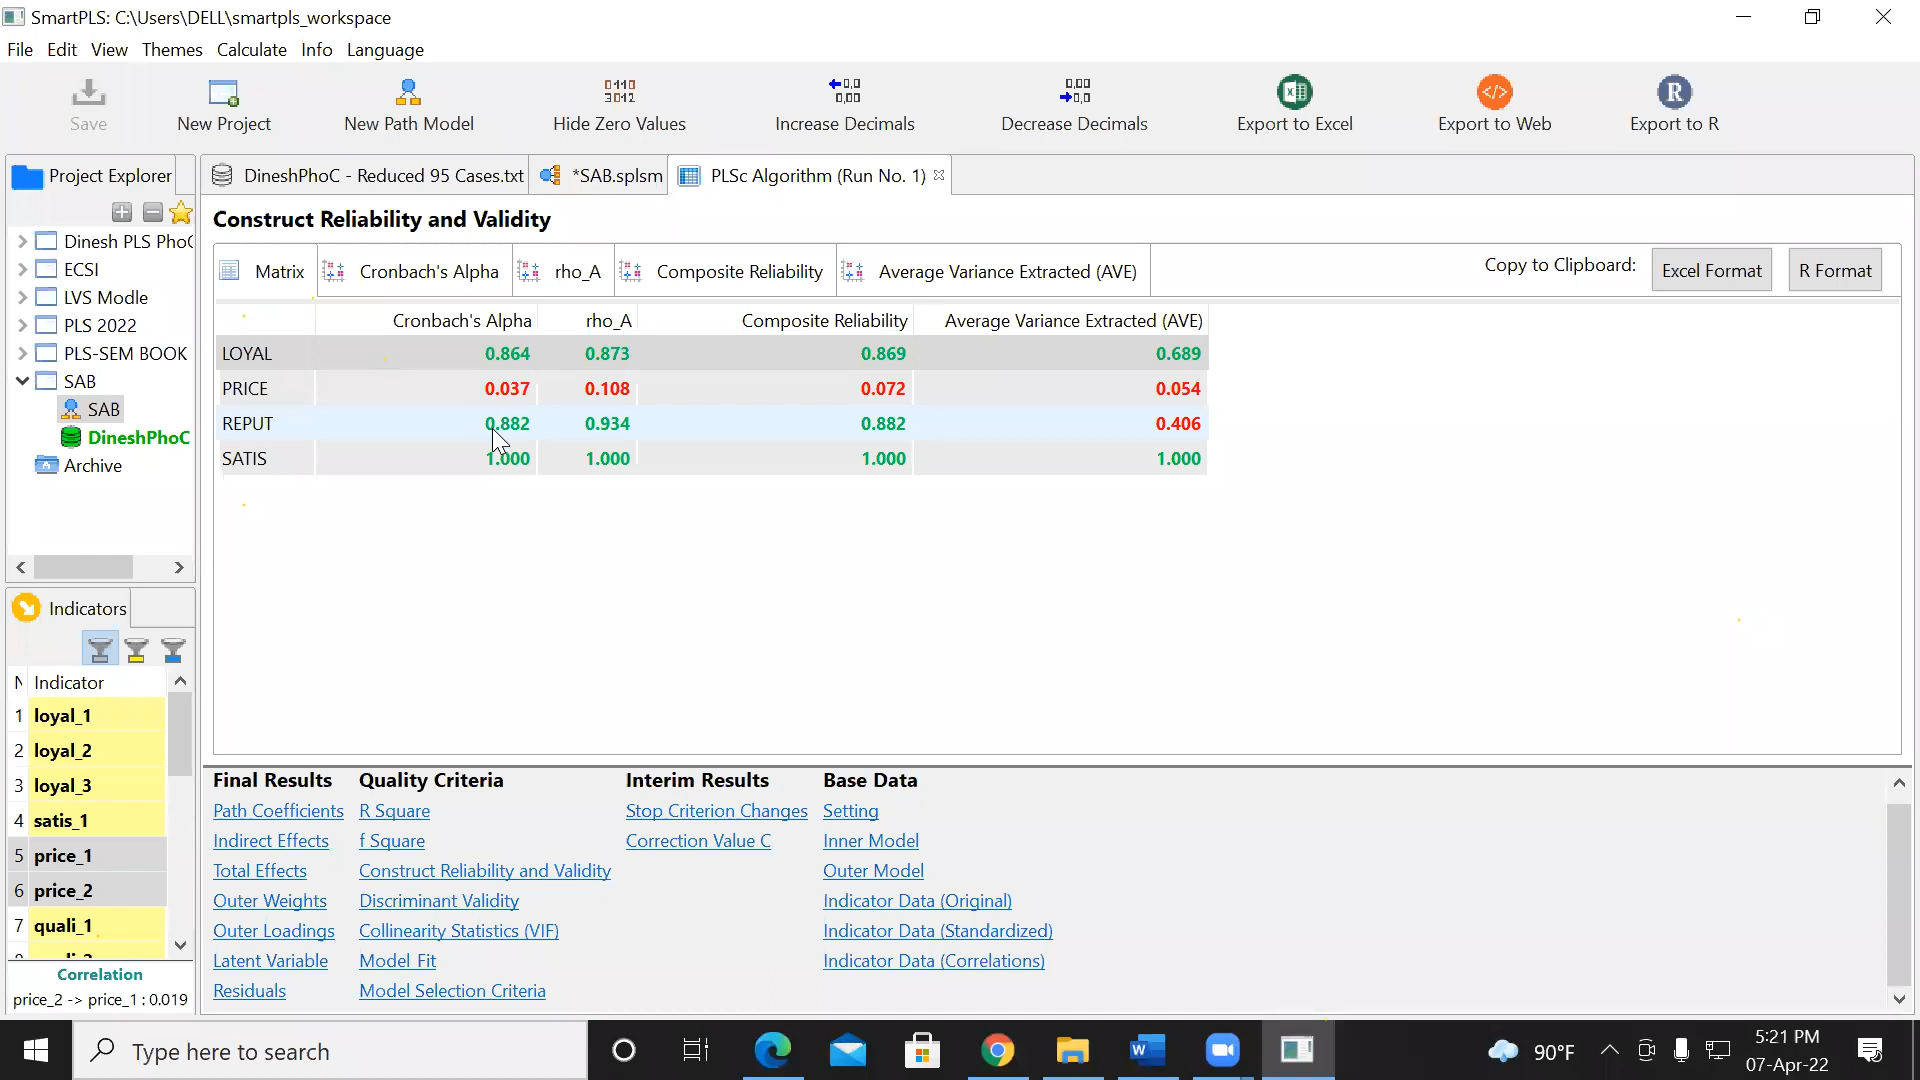 SmartPLS: C:\Users\DELL\smartpls_workspace
File Edit View Themes Calculate Info Language
Save New Project New Path Model Hide Zero Values Increase Decimals Decrease Decimals Export to Excel Export to Web Export to R
Project Explorer
DineshPhoC - Reduced 95 Cases.txt *SAB.splsm PLSc Algorithm (Run No. 1)
Dinesh PLS PhoC
ECSI
LVS Modle
PLS 2022
PLS-SEM BOOK
SAB
SAB
DineshPhoC
Archive
Construct Reliability and Validity
Matrix Cronbach's Alpha rho_A Composite Reliability Average Variance Extracted (AVE) Copy to Clipboard: Excel Format R Format
Cronbach's Alpha rho_A Composite Reliability Average Variance Extracted (AVE)
LOYAL 0.864 0.873 0.869 0.689
PRICE 0.037 0.108 0.072 0.054
REPUT 0.882 0.934 0.882 0.406
SATIS 1.000 1.000 1.000 1.000
Indicators
N Indicator
1 loyal_1
2 loyal_2
3 loyal_3
4 satis_1
5 price_1
6 price_2
7 quali_1
Correlation
price_2 -> price_1 : 0.019
Final Results Quality Criteria Interim Results Base Data
Path Coefficients R Square Stop Criterion Changes Setting
Indirect Effects f Square Correction Value C Inner Model
Total Effects Construct Reliability and Validity Outer Model
Outer Weights Discriminant Validity Indicator Data (Original)
Outer Loadings Collinearity Statistics (VIF) Indicator Data (Standardized)
Latent Variable Model_Fit Indicator Data (Correlations)
Residuals Model Selection Criteria
Type here to search
90°F
5:21 PM
07-Apr-22